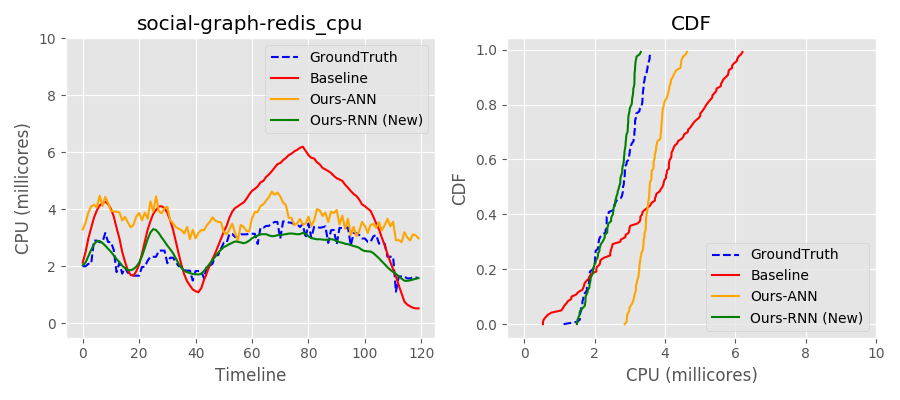 social-graph-redis_cpu
CPU (millicores)
10
8
6
4
2
0
GroundTruth
Baseline
Ours-ANN
Ours-RNN (New)
0 20 40 60 80 100 120
Timeline
CDF
CDF
1.0
0.8
0.6
0.4
0.2
0.0
GroundTruth
Baseline
Ours-ANN
Ours-RNN (New)
0 2 4 6 8 10
CPU (millicores)